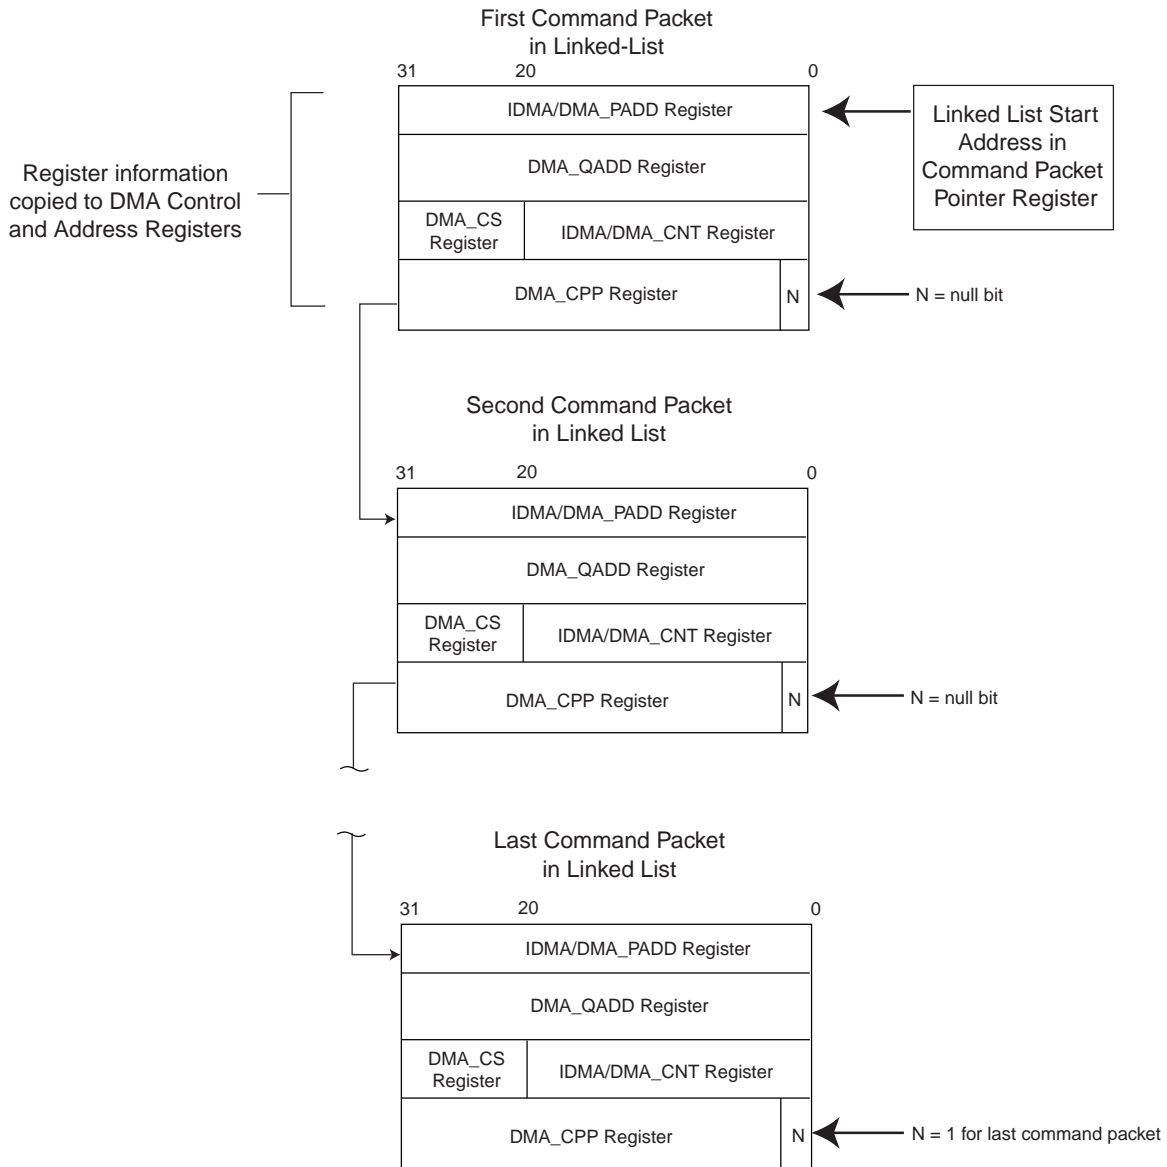 First Command Packet
in Linked-List
31 20 0
IDMA/DMA_PADD Register
Linked List Start
Address in
Command Packet
Pointer Register
Register information
copied to DMA Control
and Address Registers
DMA_QADD Register
DMA_CS
Register
IDMA/DMA_CNT Register
DMA_CPP Register
N
N = null bit
Second Command Packet
in Linked List
31 20 0
IDMA/DMA_PADD Register
DMA_QADD Register
DMA_CS
Register
IDMA/DMA_CNT Register
DMA_CPP Register
N
N = null bit
Last Command Packet
in Linked List
31 20 0
IDMA/DMA_PADD Register
DMA_QADD Register
DMA_CS
Register
IDMA/DMA_CNT Register
DMA_CPP Register
N
N = 1 for last command packet